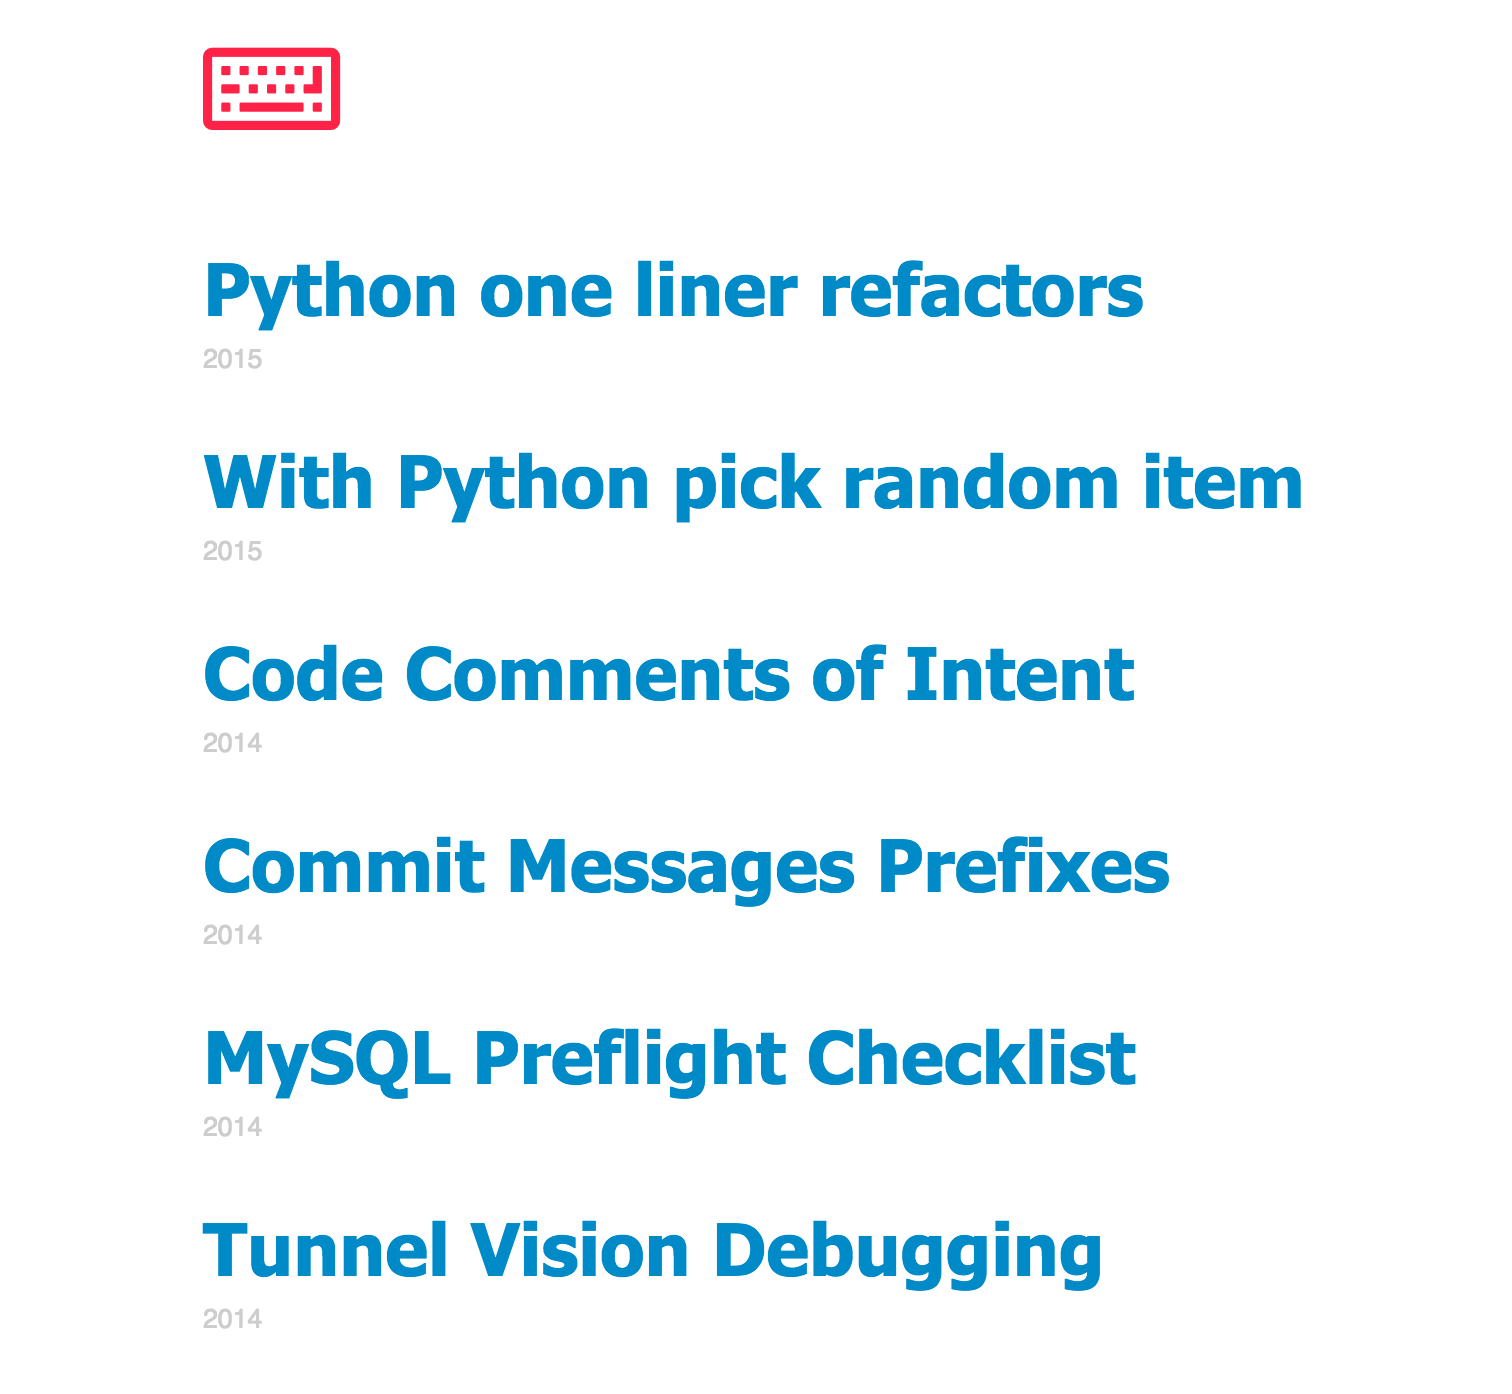 Python one liner refactors
2015
With Python pick random item
2015
Code Comments of Intent
2014
Commit Messages Prefixes
2014
MySQL Preflight Checklist
2014
Tunnel Vision Debugging
2014